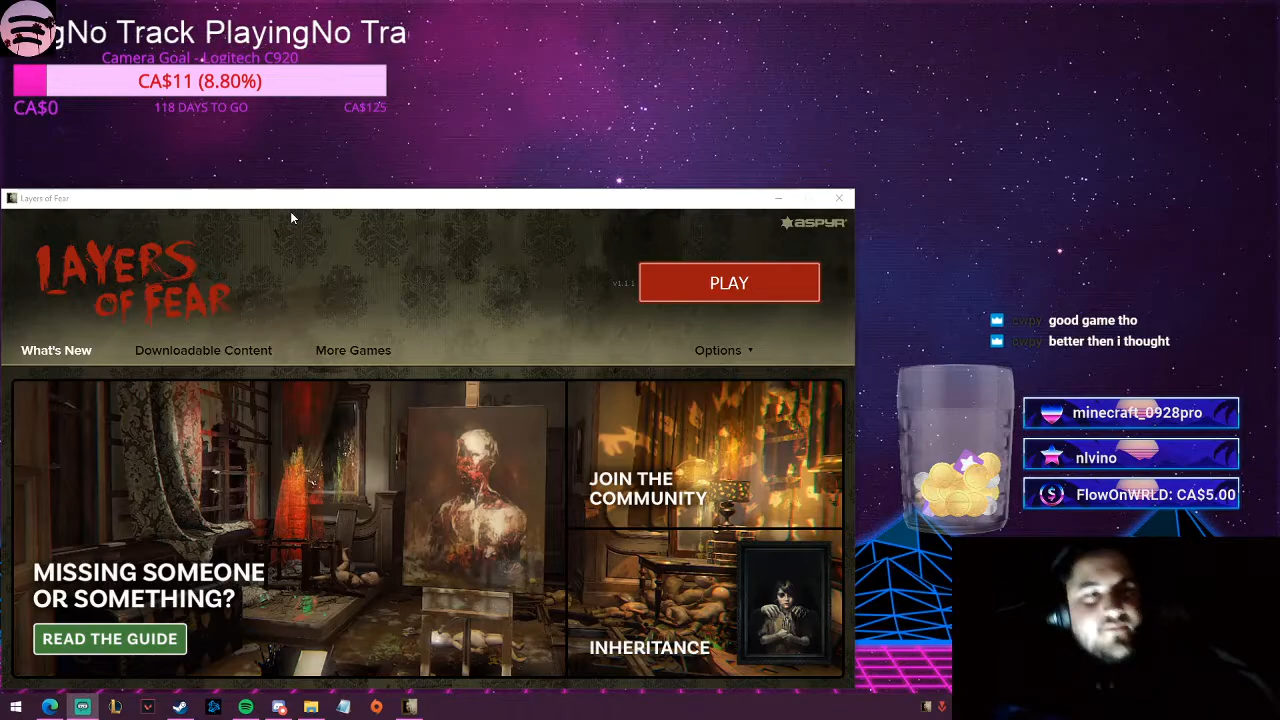 gNo Track PlayingNo Tra
Camera Goal - Logitech C920
CA$11 (8.80%)
CA$0
118 DAYS TO GO
CA$125
Layers of Fear
ASPYR
LAYERS
OF FEAR
v1.1.1
PLAY
What's New
Downloadable Content
More Games
Options
MISSING SOMEONE
OR SOMETHING?
READ THE GUIDE
JOIN THE
COMMUNITY
INHERITANCE
good game tho
better then i thought
minecraft_0928pro
nlvino
FlowOnWRLD: CA$5.00